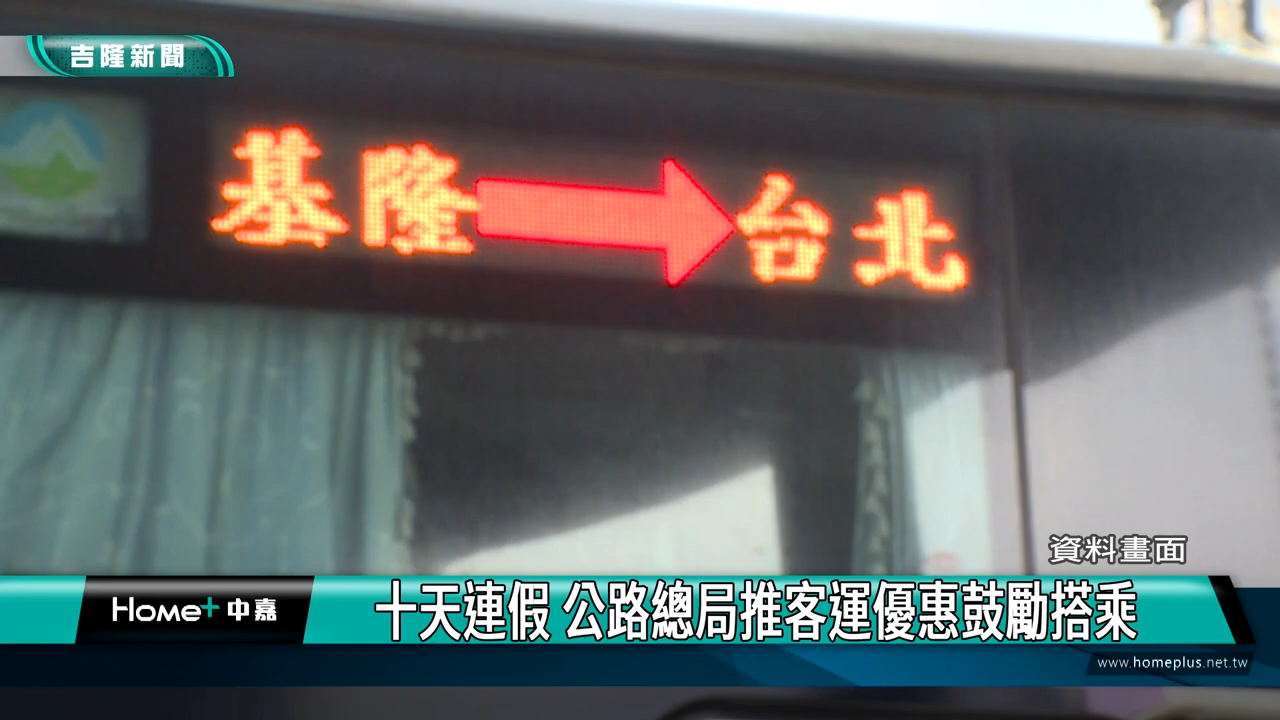 吉隆新聞
基隆→台北
資料畫面
十天連假 公路總局推客運優惠鼓勵搭乘
Home+中嘉
www.homeplus.net.tw